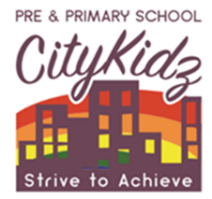 PRE & PRIMARY SCHOOL
CityKidz
Strive to Achieve